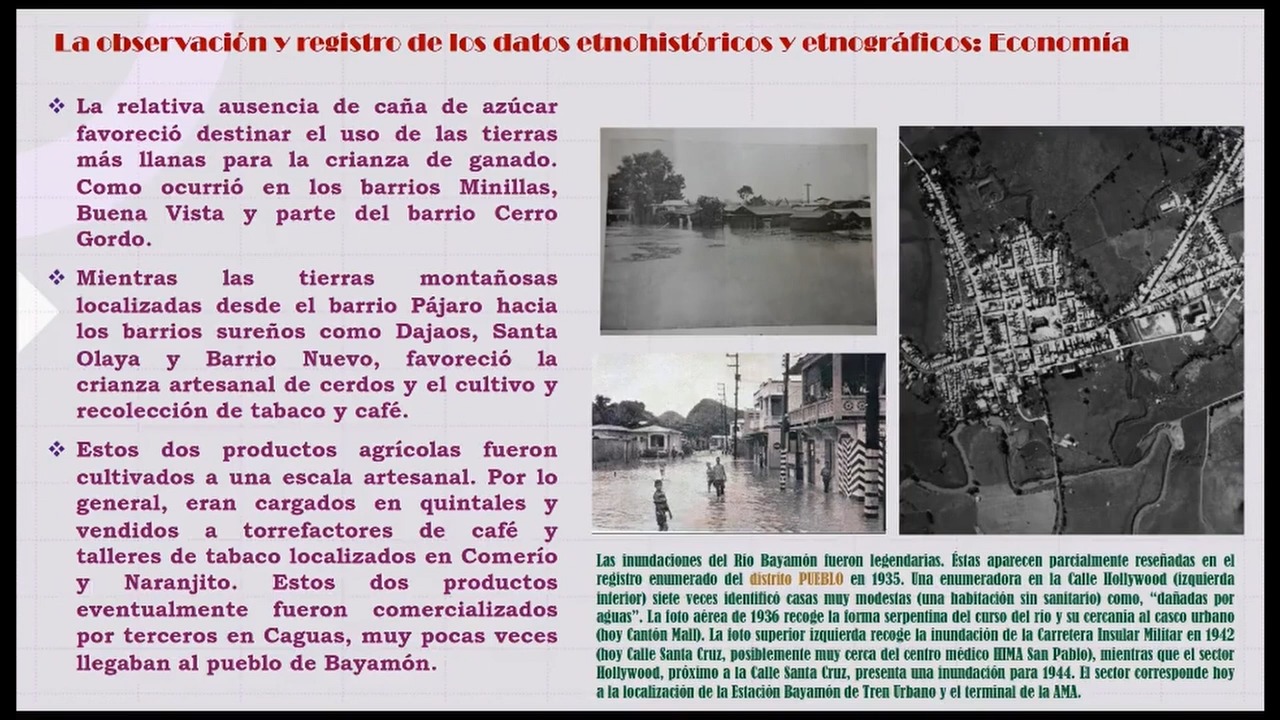 La observación y registro de los datos etnohistóricos y etnográficos: Economía
La relativa ausencia de caña de azúcar
favoreció destinar el uso de las tierras
más llanas para la crianza de ganado.
Como ocurrió en los barrios Minillas,
Buena Vista y parte del barrio Cerro
Gordo.
Mientras las tierras montañosas
localizadas desde el barrio Pájaro hacia
los barrios sureños como Dajaos, Santa
Olaya y Barrio Nuevo, favoreció la
crianza artesanal de cerdos y el cultivo y
recolección de tabaco y café.
Estos dos productos agrícolas fueron
cultivados a una escala artesanal. Por lo
general, eran cargados en quintales y
vendidos a torrefactores de café y
talleres de tabaco localizados en Comerío
y Naranjito. Estos dos productos
eventualmente fueron comercializados
por terceros en Caguas, muy pocas veces
llegaban al pueblo de Bayamón.
Las inundaciones del Río Bayamón fueron legendarias. Éstas aparecen parcialmente reseñadas en el
registro enumerado del distrito PUEBLO en 1935. Una enumeradora en la Calle Hollywood (izquierda
inferior) siete veces identificó casas muy modestas (una habitación sin sanitario) como, “dañadas por
aguas”. La foto aérea de 1936 recoge la forma serpentina del curso del río y su cercanía al casco urbano
(hoy Cantón Mall). La foto superior izquierda recoge la inundación de la Carretera Insular Militar en 1942
(hoy Calle Santa Cruz, posiblemente muy cerca del centro médico HIMA San Pablo), mientras que el sector
Hollywood, próximo a la Calle Santa Cruz, presenta una inundación para 1944. El sector corresponde hoy
a la localización de la Estación Bayamón de Tren Urbano y el terminal de la AMA.